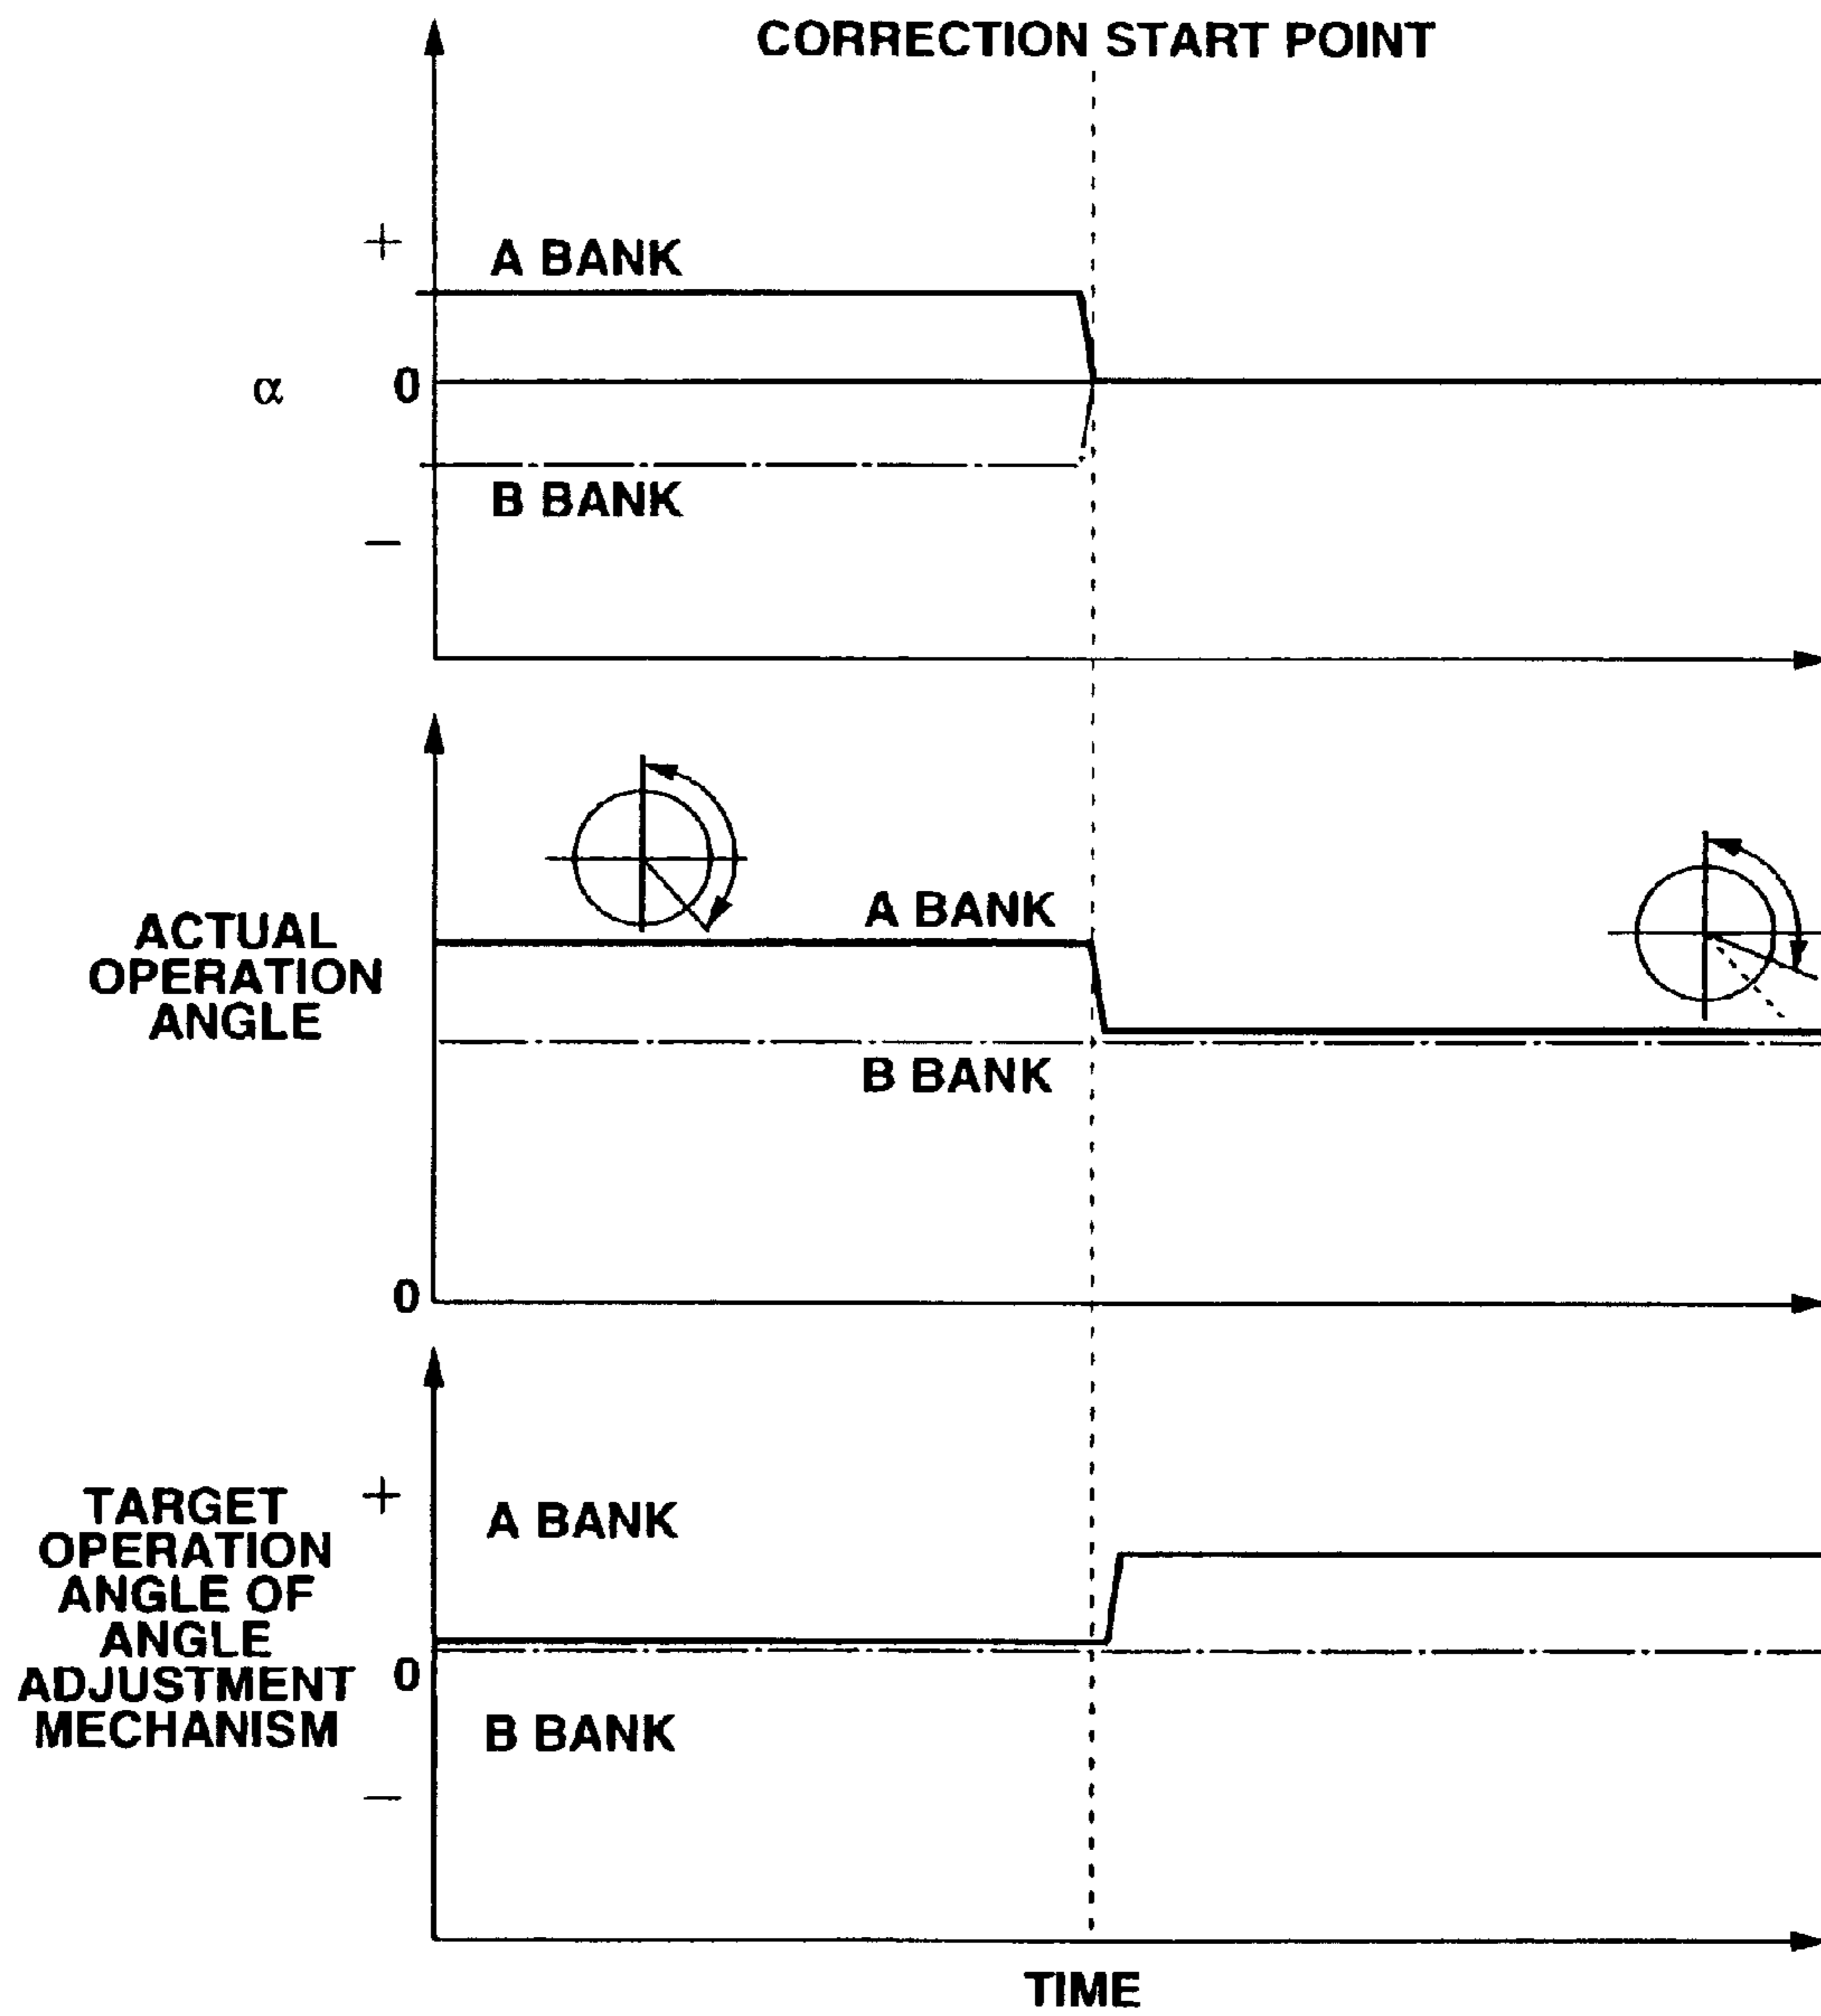 CORRECTION START POINT
+
A BANK
α
0
B BANK
−
A BANK
ACTUAL
OPERATION
ANGLE
B BANK
0
+
A BANK
TARGET
OPERATION
ANGLE OF
ANGLE
ADJUSTMENT
MECHANISM
0
B BANK
−
TIME